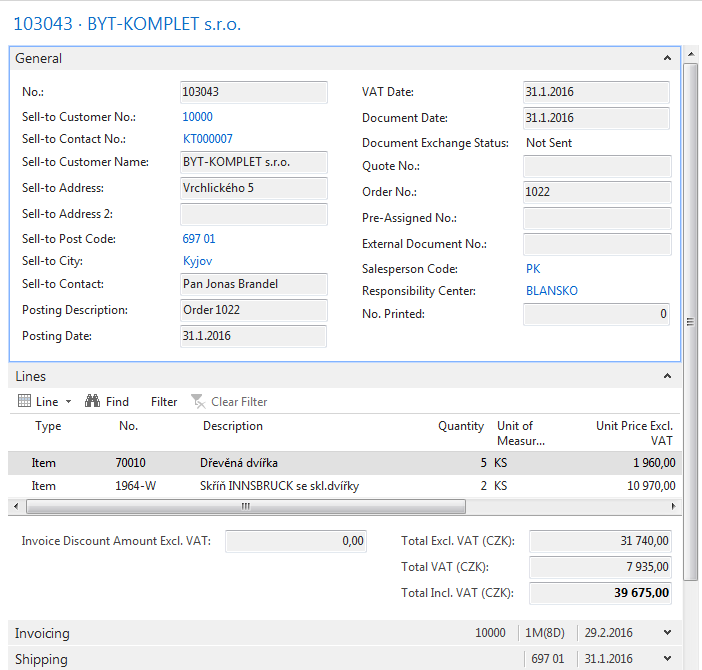 103043 · BYT-KOMPLET s.r.o.
General
No.: 103043
Sell-to Customer No.: 10000
Sell-to Contact No.: KT000007
Sell-to Customer Name: BYT-KOMPLET s.r.o.
Sell-to Address: Vrchlického 5
Sell-to Address 2:
Sell-to Post Code: 697 01
Sell-to City: Kyjov
Sell-to Contact: Pan Jonas Brandel
Posting Description: Order 1022
Posting Date: 31.1.2016
VAT Date: 31.1.2016
Document Date: 31.1.2016
Document Exchange Status: Not Sent
Quote No.:
Order No.: 1022
Pre-Assigned No.:
External Document No.:
Salesperson Code: PK
Responsibility Center: BLANSKO
No. Printed: 0
Lines
Line Find Filter Clear Filter
Type No. Description Quantity Unit of Measur... Unit Price Excl. VAT
Item 70010 Dřevěná dvířka 5 KS 1 960,00
Item 1964-W Skříň INNSBRUCK se skl.dvířky 2 KS 10 970,00
Invoice Discount Amount Excl. VAT: 0,00
Total Excl. VAT (CZK): 31 740,00
Total VAT (CZK): 7 935,00
Total Incl. VAT (CZK): 39 675,00
Invoicing 10000 1M(8D) 29.2.2016
Shipping 697 01 31.1.2016